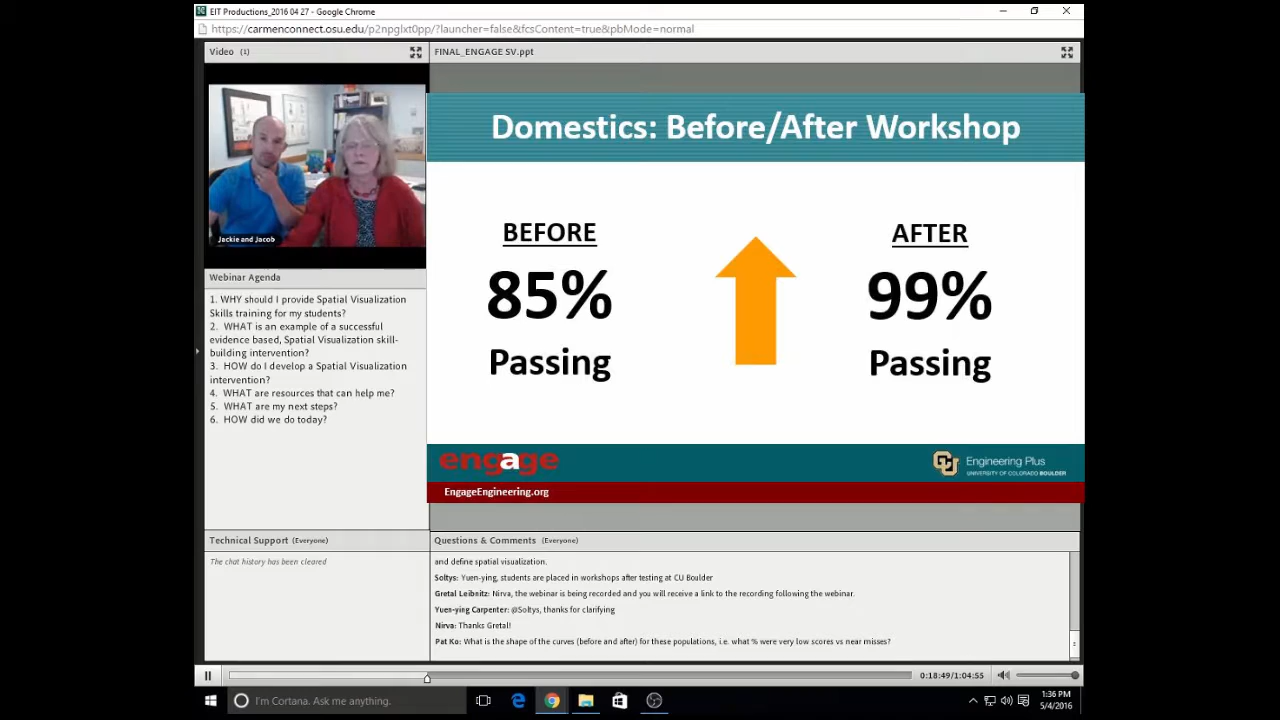 EIT Productions_2016 04 27 - Google Chrome
https://carmenconnect.osu.edu/p2npglxt0pp/?launcher=false&fcsContent=true&pbMode=normal
Video (1)
Jackie and Jacob
Webinar Agenda
1. WHY should I provide Spatial Visualization
Skills training for my students?
2. WHAT is an example of a successful
evidence based, Spatial Visualization skill-
building intervention?
3. HOW do I develop a Spatial Visualization
intervention?
4. WHAT are resources that can help me?
5. WHAT are my next steps?
6. HOW did we do today?
FINAL_ENGAGE SV.ppt
Domestics: Before/After Workshop
BEFORE
85%
Passing
AFTER
99%
Passing
engage
Engineering Plus
UNIVERSITY OF COLORADO BOULDER
EngageEngineering.org
Technical Support (Everyone)
The chat history has been cleared
Questions & Comments (Everyone)
and define spatial visualization.
Soltys: Yuen-ying, students are placed in workshops after testing at CU Boulder
Gretal Leibnitz: Nirva, the webinar is being recorded and you will receive a link to the recording following the webinar.
Yuen-ying Carpenter: @Soltys, thanks for clarifying
Nirva: Thanks Gretal!
Pat Ko: What is the shape of the curves (before and after) for these populations, i.e. what % were very low scores vs near misses?
0:18:49/1:04:55
I'm Cortana. Ask me anything.
1:36 PM
5/4/2016